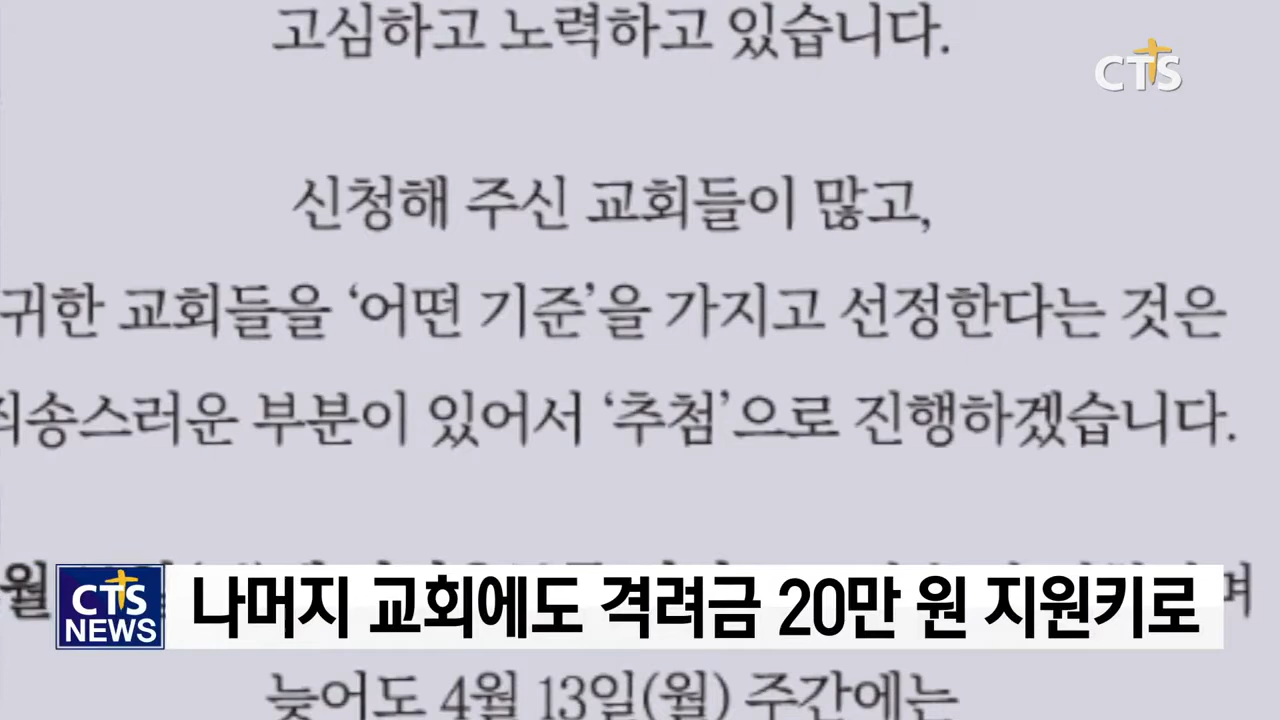 고심하고 노력하고 있습니다.
CTS
신청해 주신 교회들이 많고,
귀한 교회들을 ‘어떤 기준’을 가지고 선정한다는 것은
죄송스러운 부분이 있어서 ‘추첨’으로 진행하겠습니다.
CTS NEWS
나머지 교회에도 격려금 20만 원 지원키로
늦어도 4월 13일(월) 주간에는